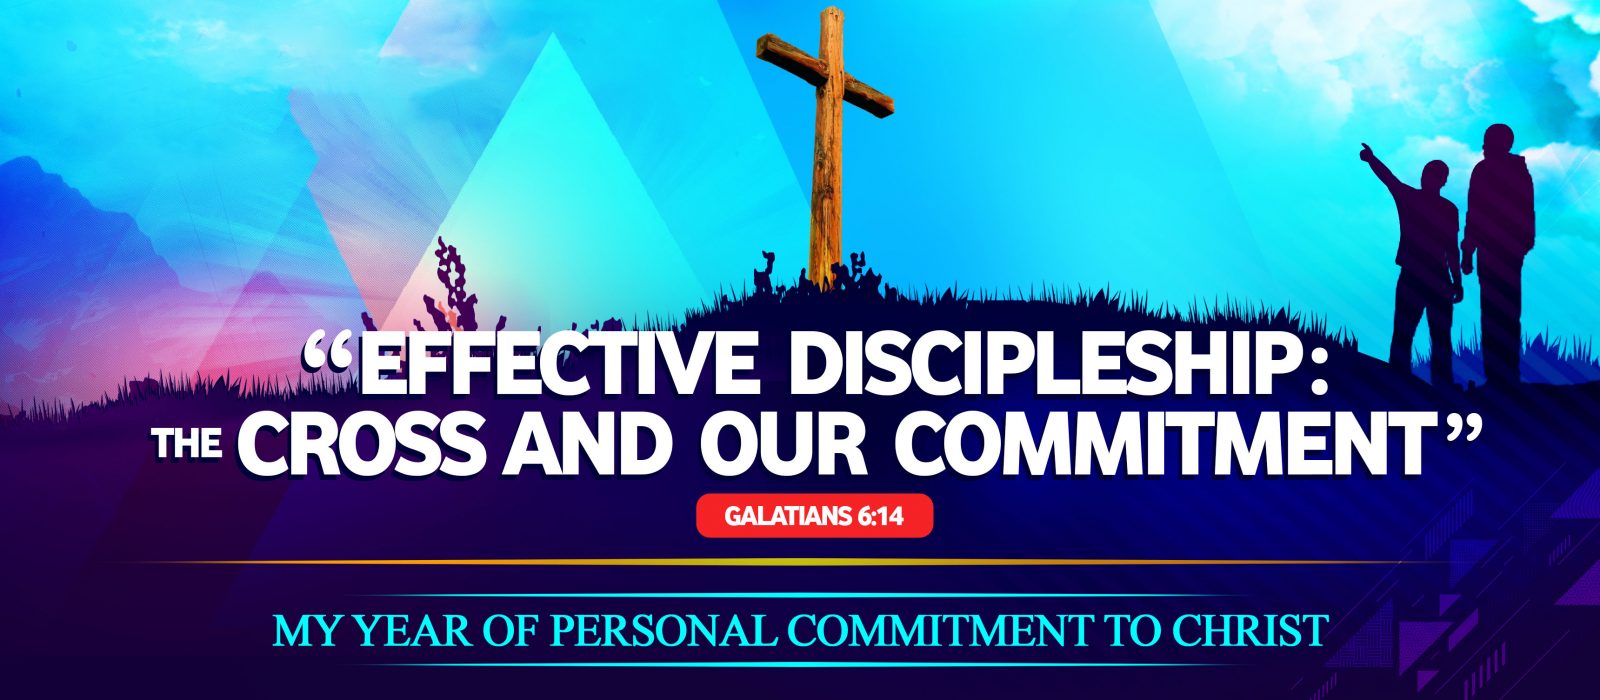 “EFFECTIVE DISCIPLESHIP:
THE CROSS AND OUR COMMITMENT”
GALATIANS 6:14
MY YEAR OF PERSONAL COMMITMENT TO CHRIST